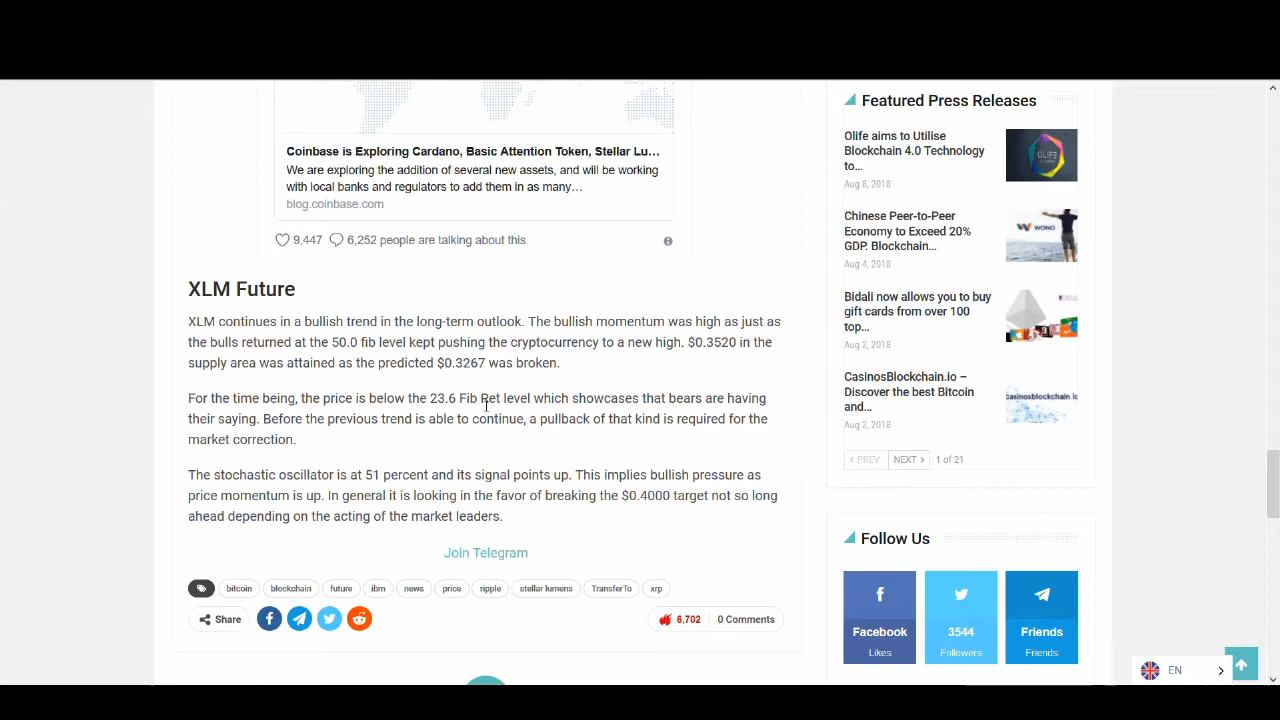 Coinbase is Exploring Cardano, Basic Attention Token, Stellar Lu...
We are exploring the addition of several new assets, and will be working
with local banks and regulators to add them in as many...
blog.coinbase.com
9,447 6,252 people are talking about this
XLM Future
XLM continues in a bullish trend in the long-term outlook. The bullish momentum was high as just as
the bulls returned at the 50.0 fib level kept pushing the cryptocurrency to a new high. $0.3520 in the
supply area was attained as the predicted $0.3267 was broken.
For the time being, the price is below the 23.6 Fib Ret level which showcases that bears are having
their saying. Before the previous trend is able to continue, a pullback of that kind is required for the
market correction.
The stochastic oscillator is at 51 percent and its signal points up. This implies bullish pressure as
price momentum is up. In general it is looking in the favor of breaking the $0.4000 target not so long
ahead depending on the acting of the market leaders.
Join Telegram
bitcoin blockchain future ibm news price ripple stellar lumens TransferTo xrp
Share 6,702 0 Comments
Featured Press Releases
Olife aims to Utilise
Blockchain 4.0 Technology
to...
Aug 8, 2018
OLIFE
Chinese Peer-to-Peer
Economy to Exceed 20%
GDP. Blockchain...
Aug 4, 2018
WONO
Bidali now allows you to buy
gift cards from over 100
top...
Aug 2, 2018
CasinosBlockchain.io –
Discover the best Bitcoin
and...
Aug 2, 2018
casinosblockchain.io
PREV NEXT 1 of 21
Follow Us
Facebook
Likes
3544
Followers
Friends
Friends
EN